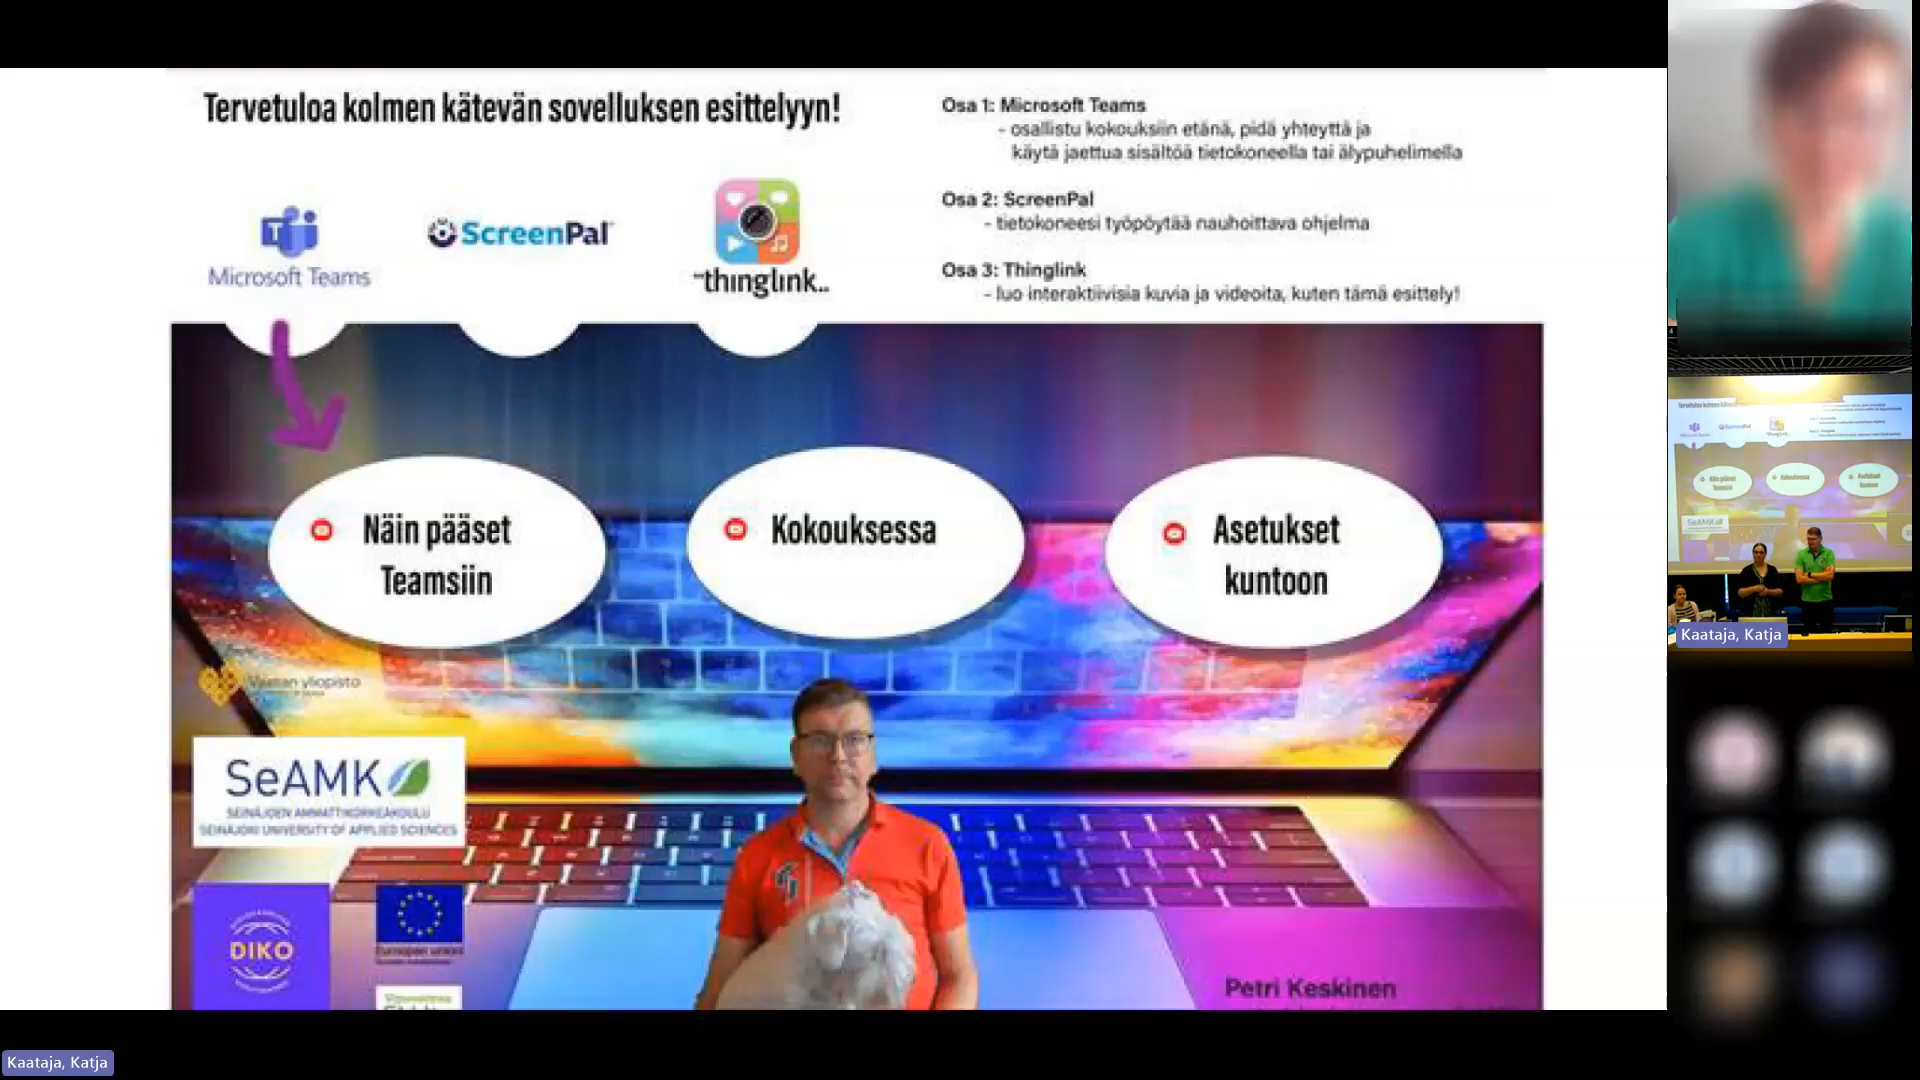 Tervetuloa kolmen kätevän sovelluksen esittelyyn!
Microsoft Teams
ScreenPal
thinglink..
Osa 1: Microsoft Teams
- osallistu kokouksiin etänä, pidä yhteyttä ja
käytä jaettua sisältöä tietokoneella tai älypuhelimella
Osa 2: ScreenPal
- tietokoneesi työpöytää nauhoittava ohjelma
Osa 3: Thinglink
- luo interaktiivisia kuvia ja videoita, kuten tämä esittely!
Näin pääset
Teamsiin
Kokouksessa
Asetukset
kuntoon
Vaasan yliopisto
SeAMK
SEINÄJOEN AMMATTIKORKEAKOULU
SEINÄJOKI UNIVERSITY OF APPLIED SCIENCES
DIKO
Euroopan unioni
Petri Keskinen
Kaataja, Katja
Kaataja, Katja